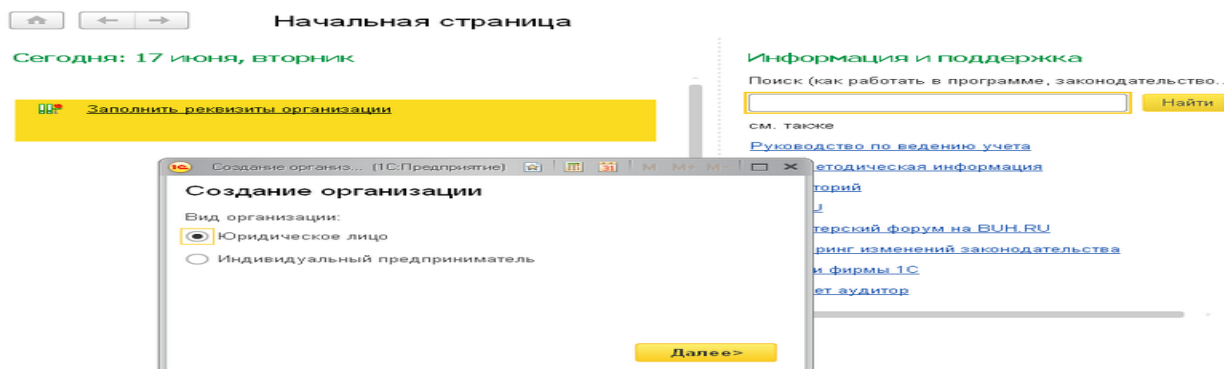 Начальная страница
Сегодня: 17 июня, вторник
Заполнить реквизиты организации
Информация и поддержка
Поиск (как работать в программе, законодательство...
Найти
см. также
Руководство по ведению учета
етодическая информация
торий
U
терский форум на BUH.RU
ринг изменений законодательства
и фирмы 1С
ет аудитор
1С Создание организ... (1С:Предприятие) 31 M M+ M-
Создание организации
Вид организации:
Юридическое лицо
Индивидуальный предприниматель
Далее>